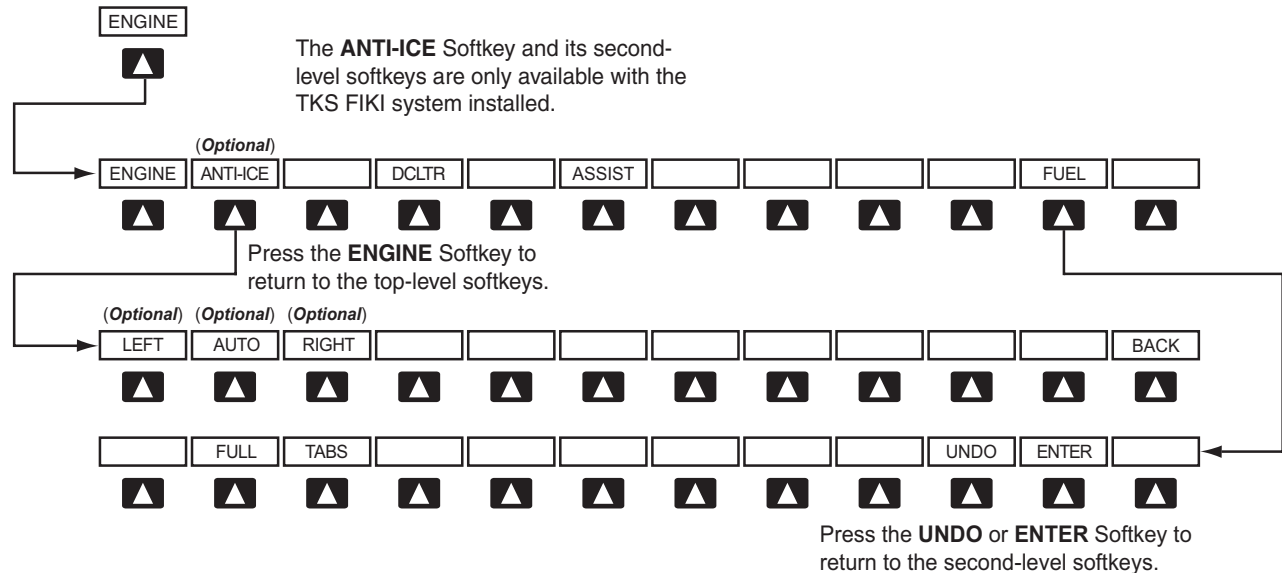 ENGINE
The ANTI-ICE Softkey and its second-
level softkeys are only available with the
TKS FIKI system installed.
(Optional)
ENGINE ANTI-ICE DCLTR ASSIST FUEL
Press the ENGINE Softkey to
return to the top-level softkeys.
(Optional) (Optional) (Optional)
LEFT AUTO RIGHT BACK
FULL TABS UNDO ENTER
Press the UNDO or ENTER Softkey to
return to the second-level softkeys.